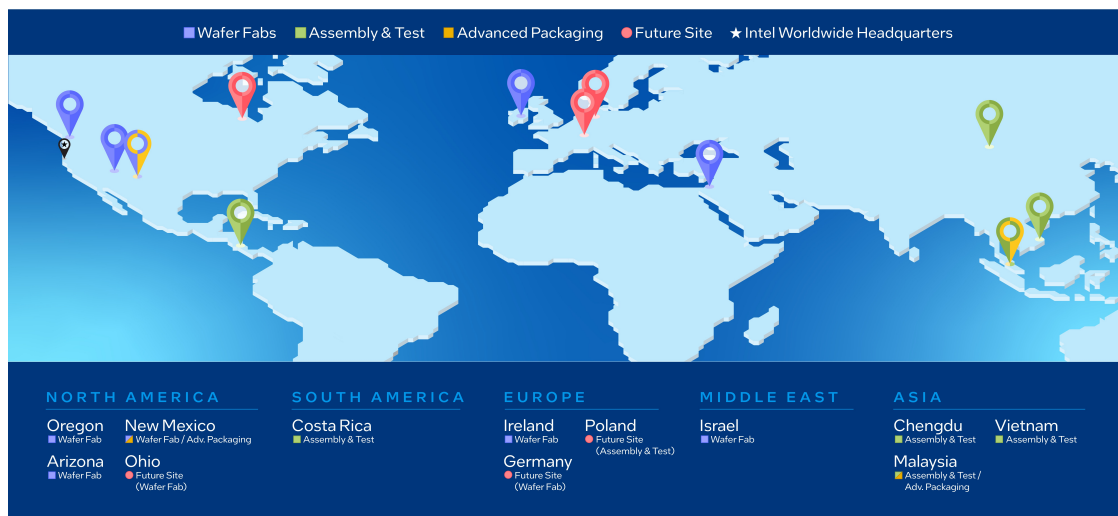 Wafer Fabs Assembly & Test Advanced Packaging Future Site Intel Worldwide Headquarters
NORTH AMERICA
Oregon
Wafer Fab
New Mexico
Wafer Fab / Adv. Packaging
Arizona
Wafer Fab
Ohio
Future Site
(Wafer Fab)
SOUTH AMERICA
Costa Rica
Assembly & Test
EUROPE
Ireland
Wafer Fab
Poland
Future Site
(Assembly & Test)
Germany
Future Site
(Wafer Fab)
MIDDLE EAST
Israel
Wafer Fab
ASIA
Chengdu
Assembly & Test
Vietnam
Assembly & Test
Malaysia
Assembly & Test /
Adv. Packaging